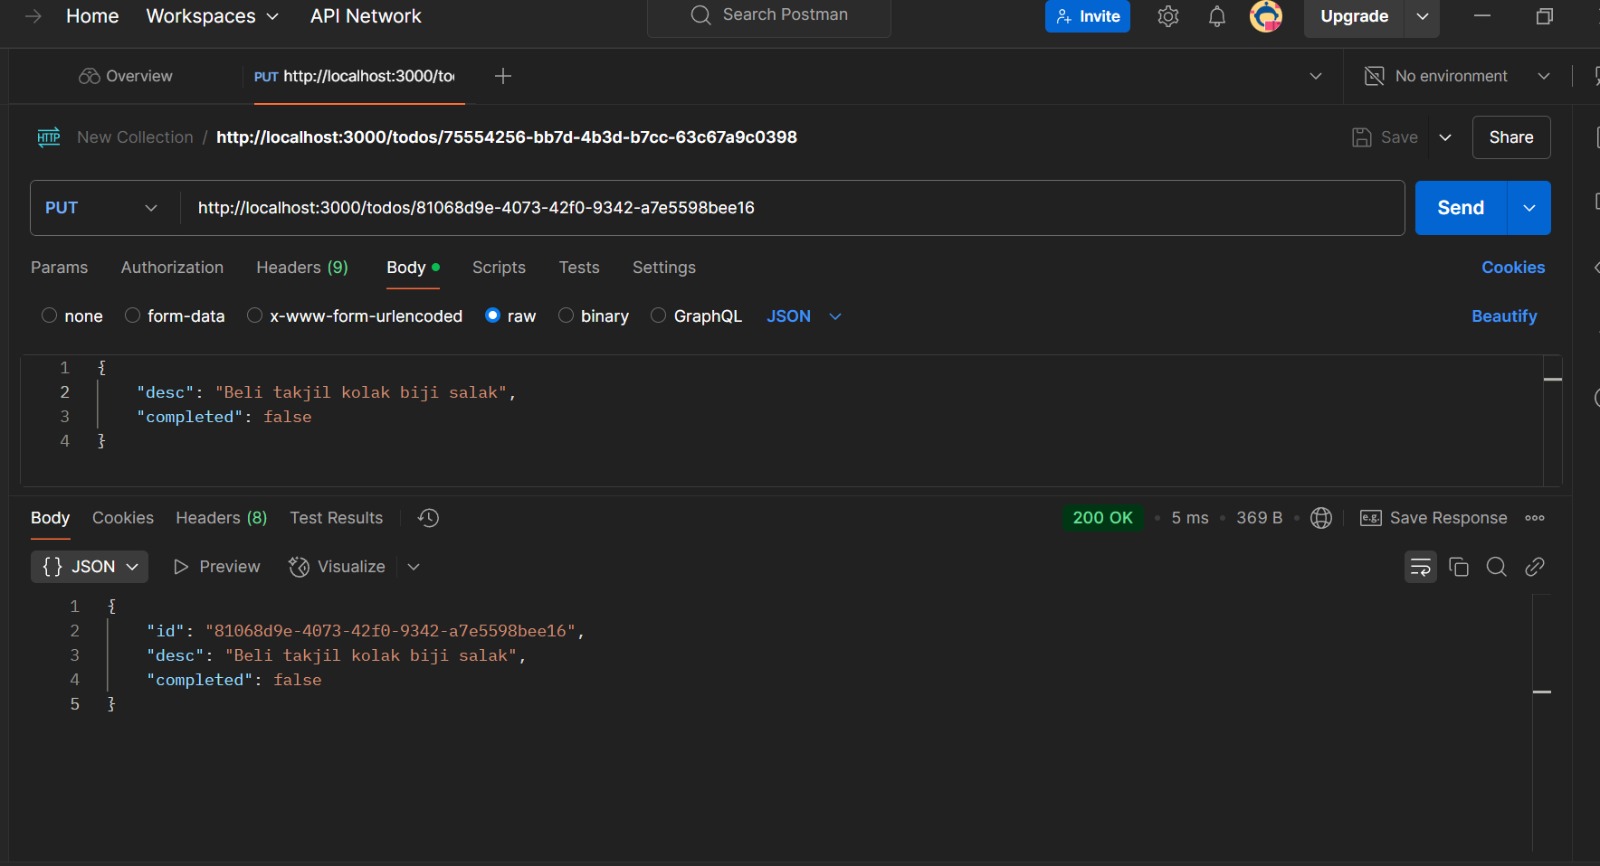 Home Workspaces API Network Search Postman Invite Upgrade
Overview PUT http://localhost:3000/to No environment
HTTP New Collection / http://localhost:3000/todos/75554256-bb7d-4b3d-b7cc-63c67a9c0398 Save Share
PUT http://localhost:3000/todos/81068d9e-4073-42f0-9342-a7e5598bee16 Send
Params Authorization Headers (9) Body Scripts Tests Settings Cookies
none form-data x-www-form-urlencoded raw binary GraphQL JSON Beautify
1 {
2 "desc": "Beli takjil kolak biji salak",
3 "completed": false
4 }
Body Cookies Headers (8) Test Results 200 OK • 5 ms • 369 B • e.g. Save Response
{} JSON Preview Visualize
1 {
2 "id": "81068d9e-4073-42f0-9342-a7e5598bee16",
3 "desc": "Beli takjil kolak biji salak",
4 "completed": false
5 }